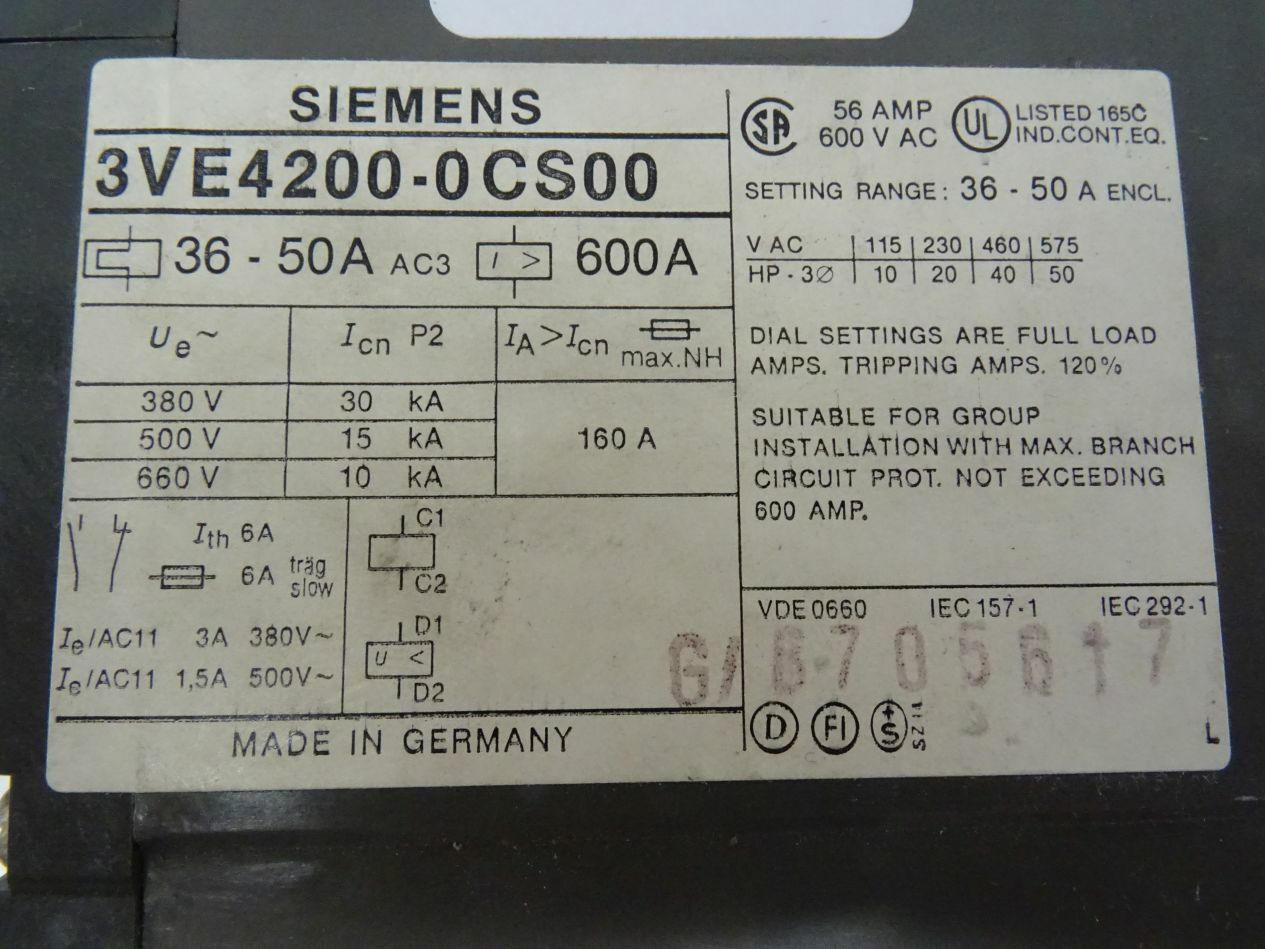 SIEMENS
3VE4200-0CS00
36 - 50A AC3 I > 600A
Ue~ Icn P2 IA>Icn max.NH
380 V 30 kA
500 V 15 kA 160 A
660 V 10 kA
Ith 6A
6A träg
slow
Ie/AC11 3A 380V~
Ie/AC11 1,5A 500V~
C1
C2
D1
U <
D2
MADE IN GERMANY
SA 56 AMP
600 V AC
UL LISTED 165C
IND.CONT.EQ.
SETTING RANGE: 36 - 50 A ENCL.
V AC 115 230 460 575
HP - 3Ø 10 20 40 50
DIAL SETTINGS ARE FULL LOAD
AMPS. TRIPPING AMPS. 120%
SUITABLE FOR GROUP
INSTALLATION WITH MAX. BRANCH
CIRCUIT PROT. NOT EXCEEDING
600 AMP.
VDE 0660 IEC 157-1 IEC 292-1
D FI +S
L